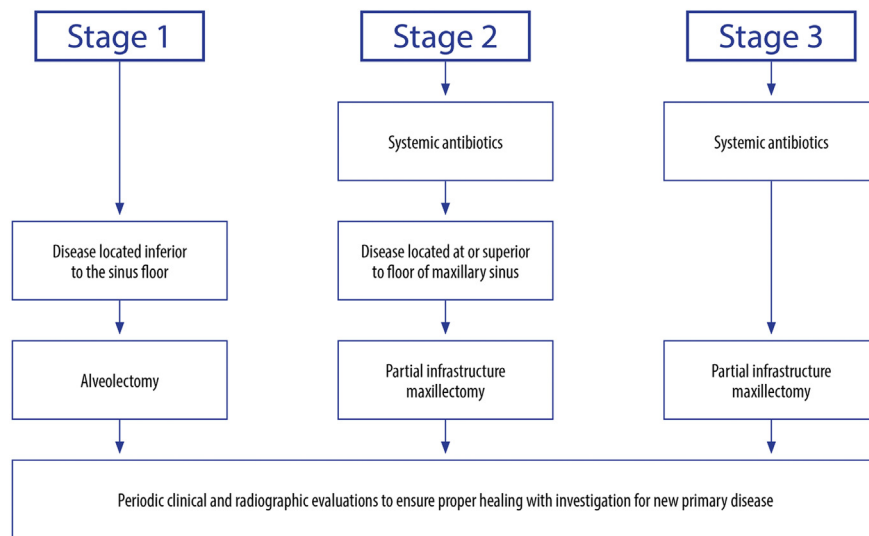 Stage 1
Stage 2
Stage 3
Systemic antibiotics
Systemic antibiotics
Disease located inferior
to the sinus floor
Disease located at or superior
to floor of maxillary sinus
Alveolectomy
Partial infrastructure
maxillectomy
Partial infrastructure
maxillectomy
Periodic clinical and radiographic evaluations to ensure proper healing with investigation for new primary disease